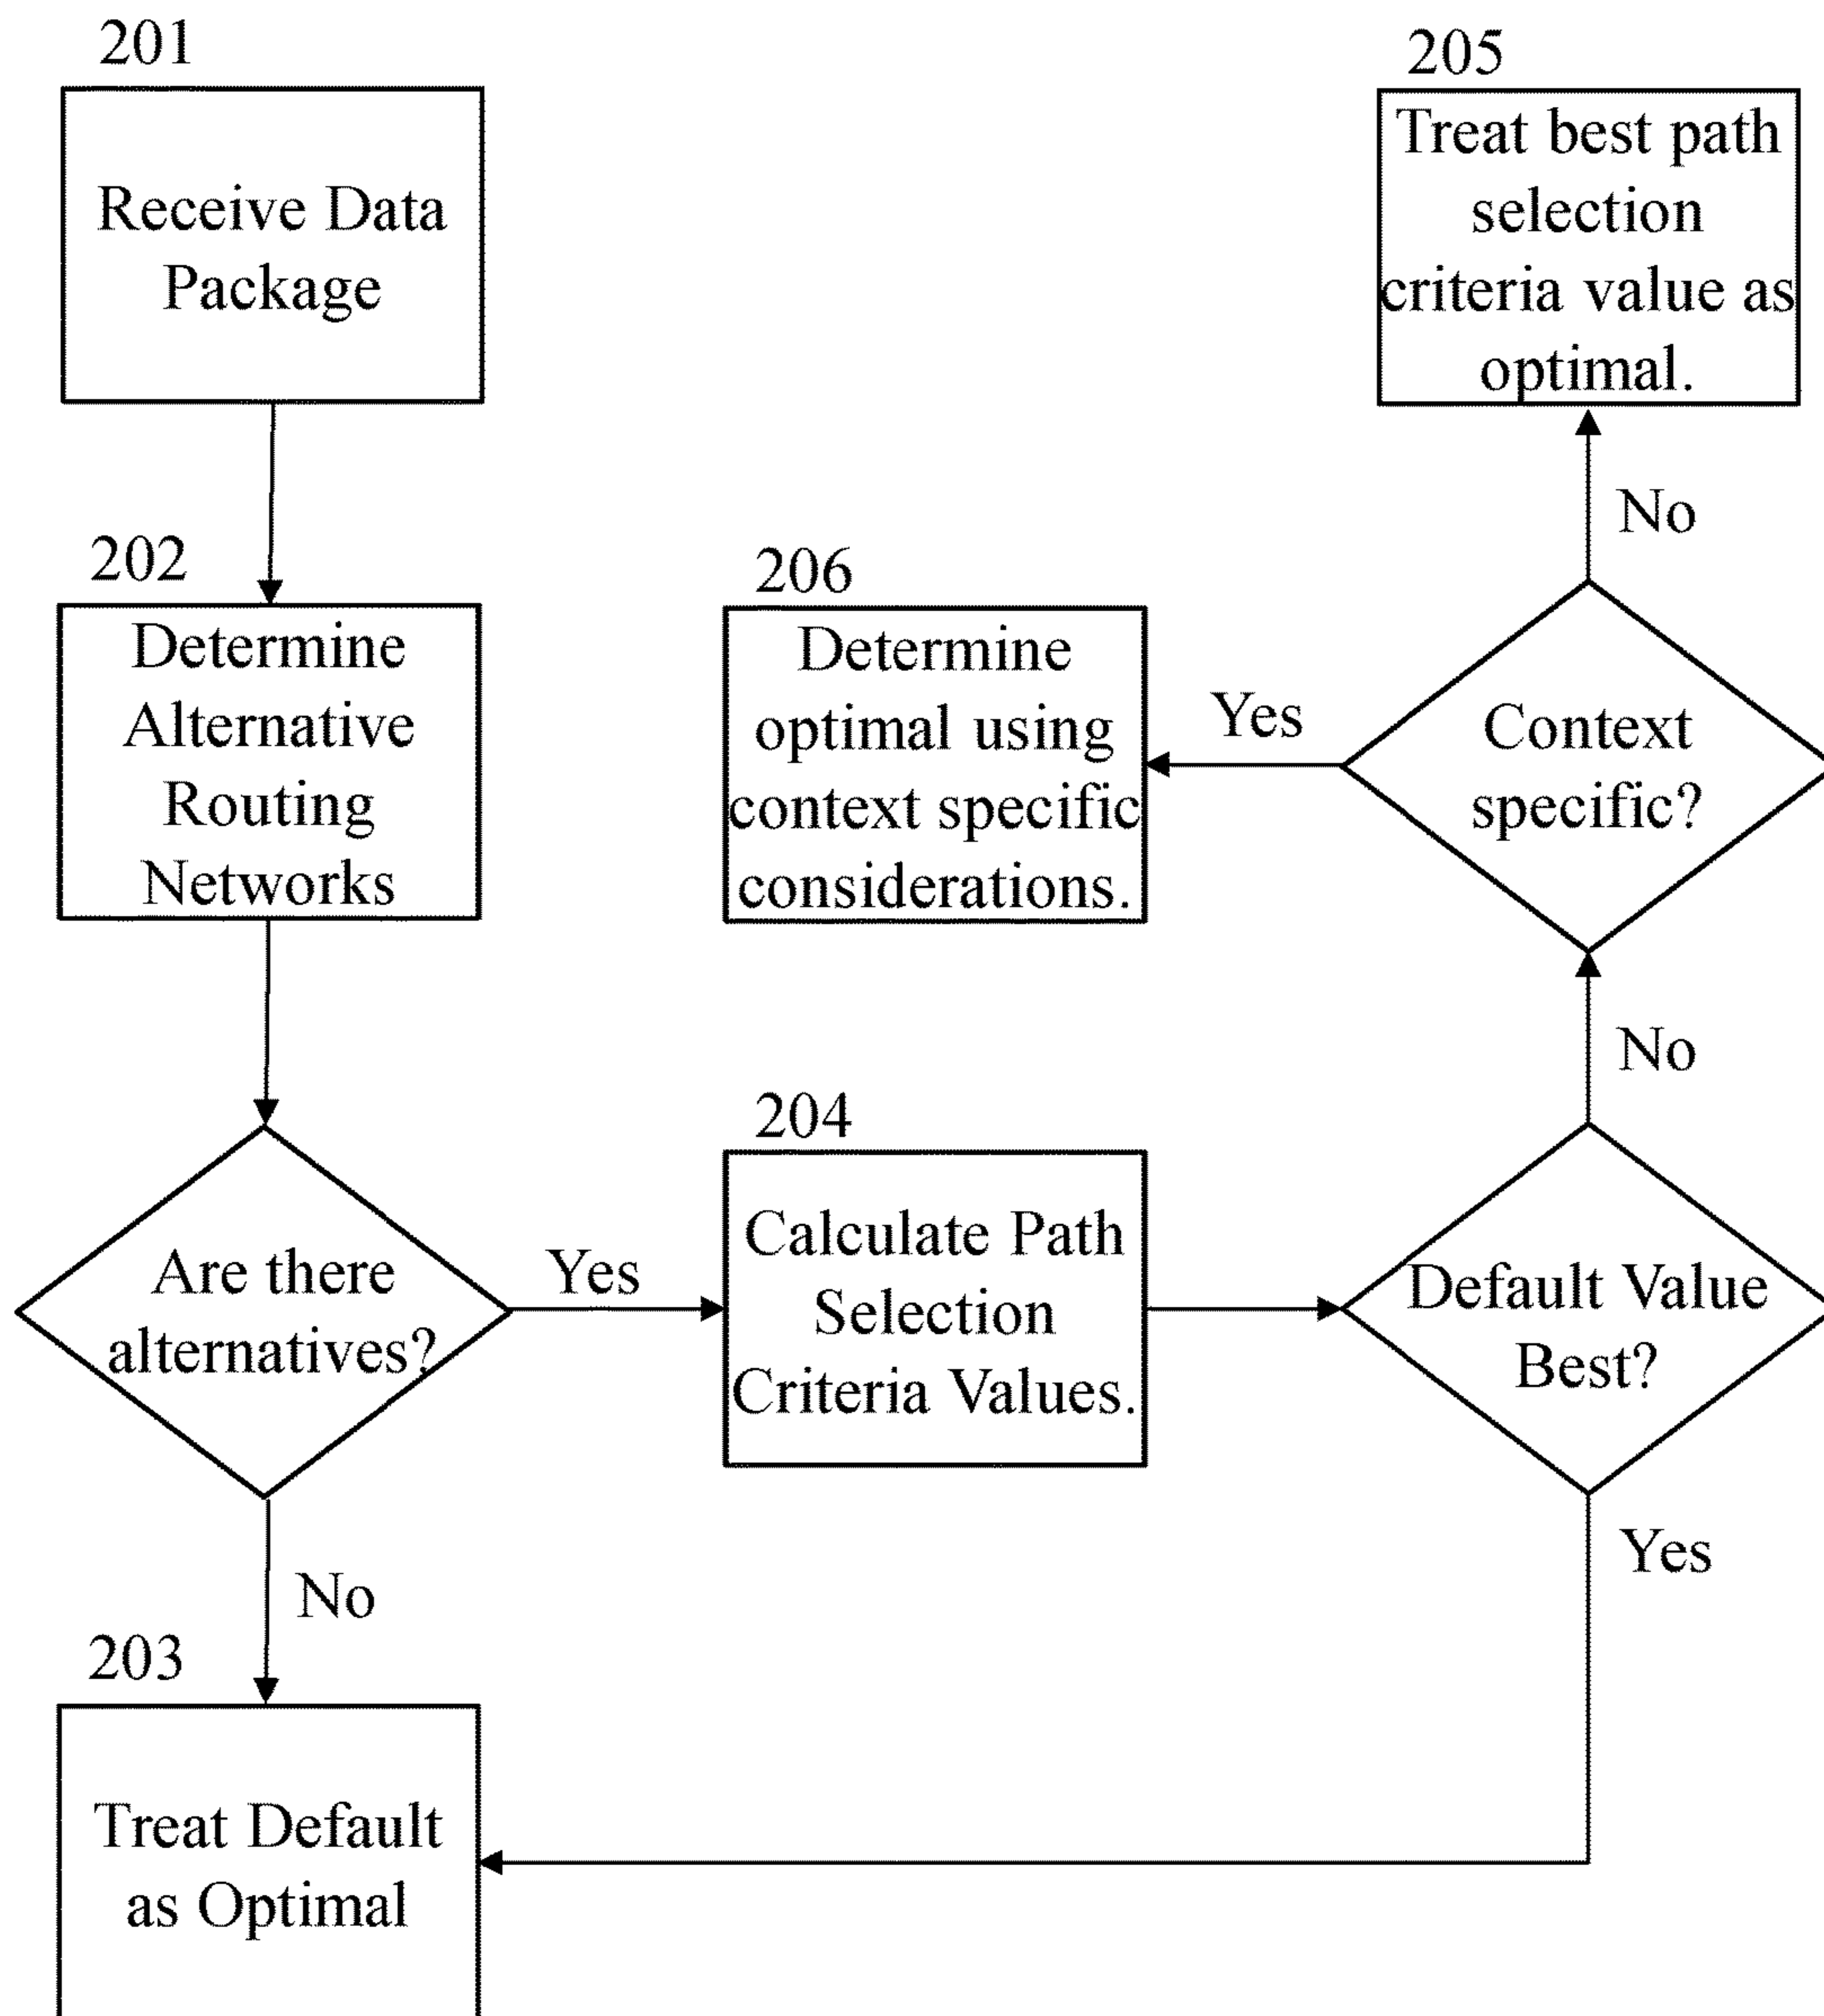 201
Receive Data
Package
202
Determine
Alternative
Routing
Networks
Are there
alternatives?
Yes
No
203
Treat Default
as Optimal
204
Calculate Path
Selection
Criteria Values.
Default Value
Best?
Yes
No
Context
specific?
Yes
206
Determine
optimal using
context specific
considerations.
No
205
Treat best path
selection
criteria value as
optimal.